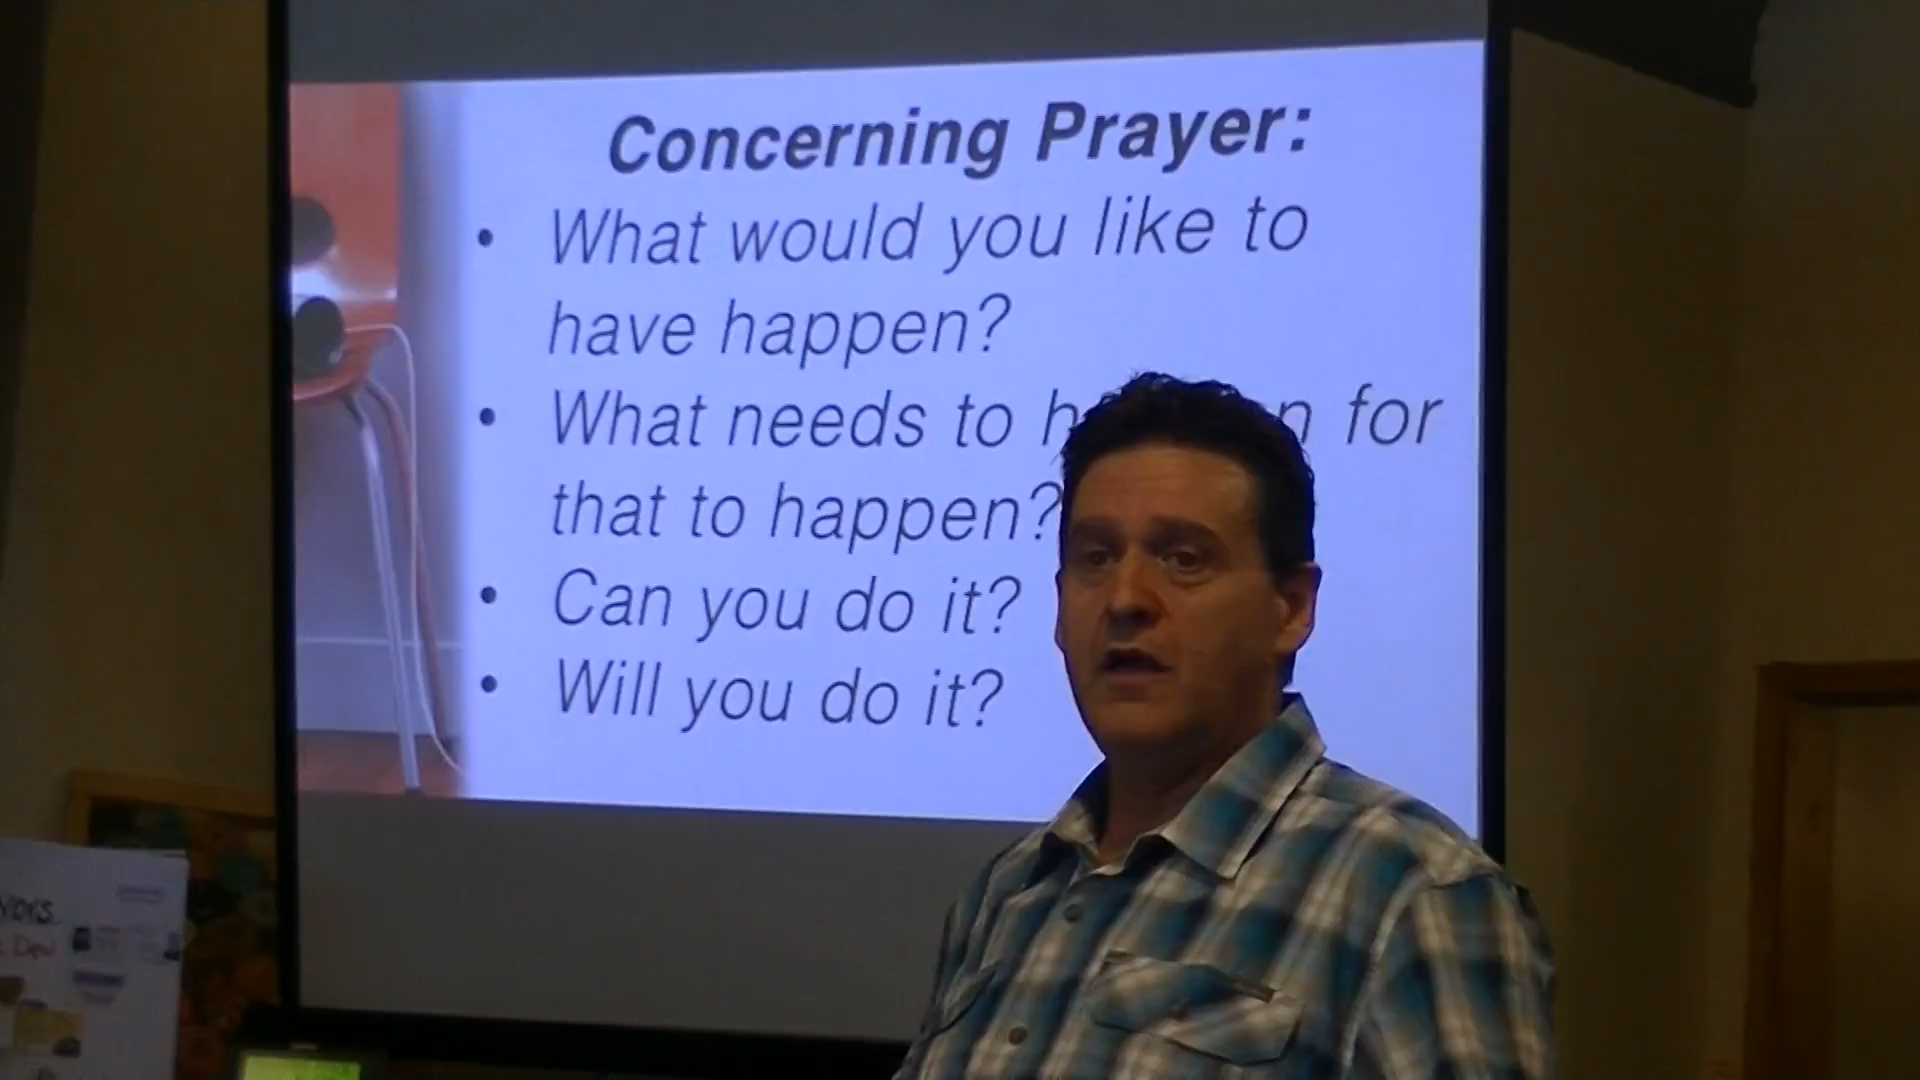 Concerning Prayer:
• What would you like to
have happen?
• What needs to for
that to happen?
• Can you do it?
• Will you do it?